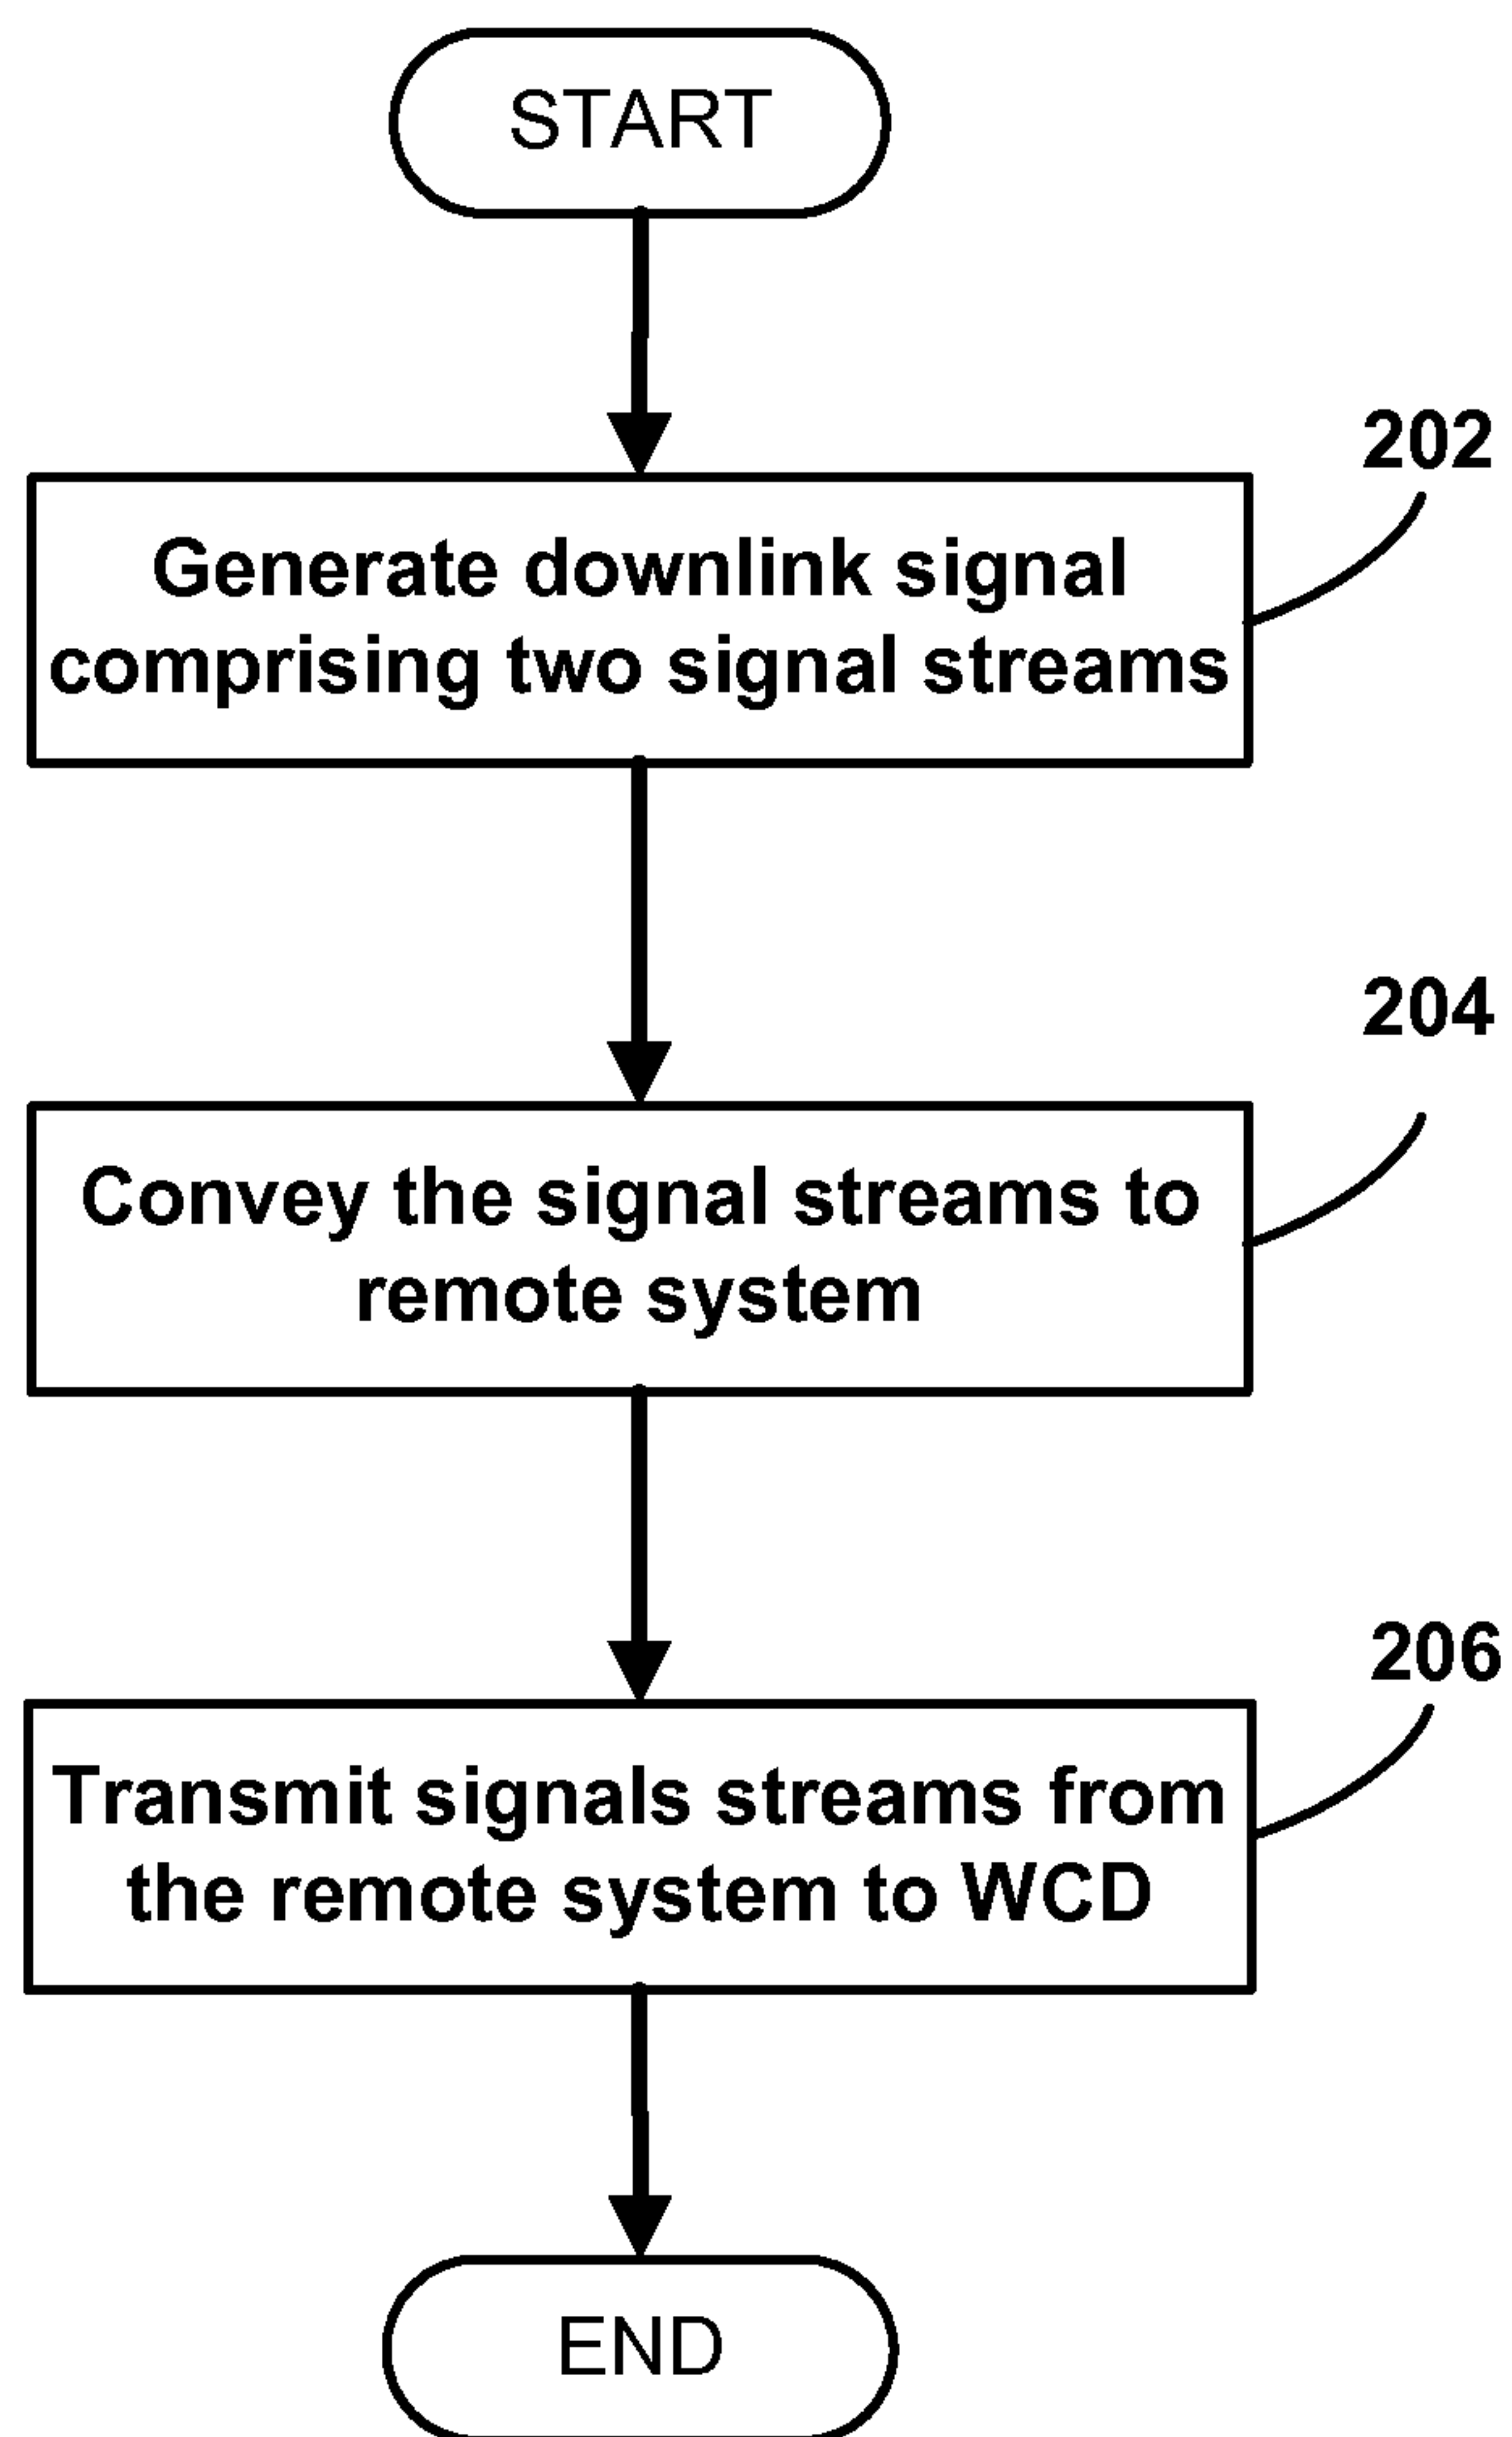 START
202
Generate downlink signal
comprising two signal streams
204
Convey the signal streams to
remote system
206
Transmit signals streams from
the remote system to WCD
END